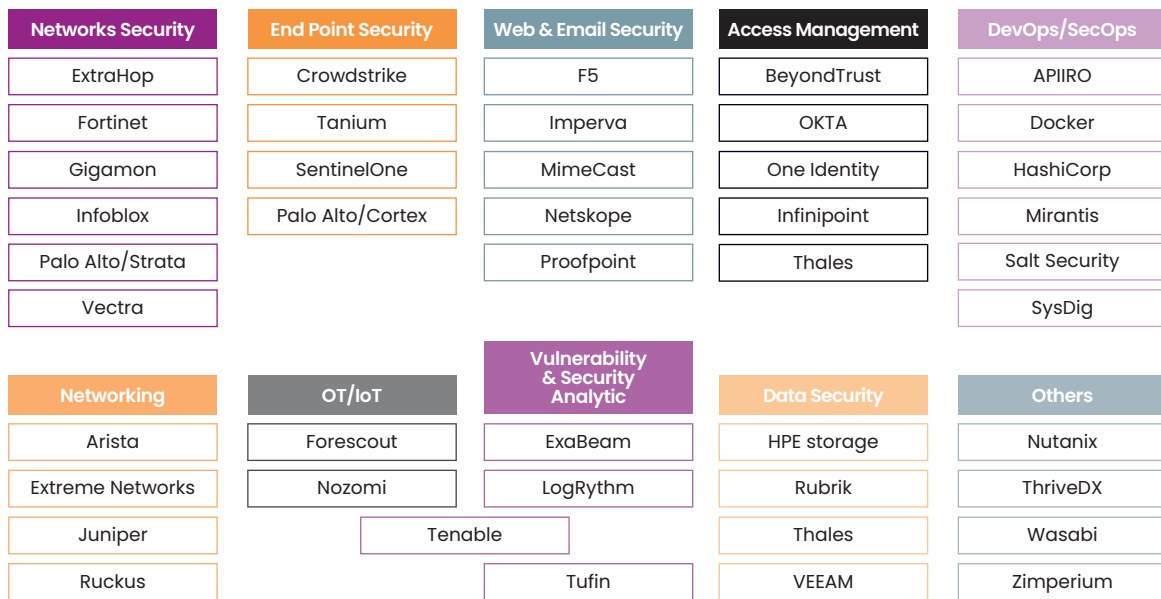 Networks Security
ExtraHop
Fortinet
Gigamon
Infoblox
Palo Alto/Strata
Vectra
End Point Security
Crowdstrike
Tanium
SentinelOne
Palo Alto/Cortex
Web & Email Security
F5
Imperva
MimeCast
Netskope
Proofpoint
Access Management
BeyondTrust
OKTA
One Identity
Infinipoint
Thales
DevOps/SecOps
APIIRO
Docker
HashiCorp
Mirantis
Salt Security
SysDig
Networking
Arista
Extreme Networks
Juniper
Ruckus
OT/IoT
Forescout
Nozomi
Tenable
Vulnerability
& Security
Analytic
ExaBeam
LogRythm
Tufin
Data Security
HPE storage
Rubrik
Thales
VEEAM
Others
Nutanix
ThriveDX
Wasabi
Zimperium